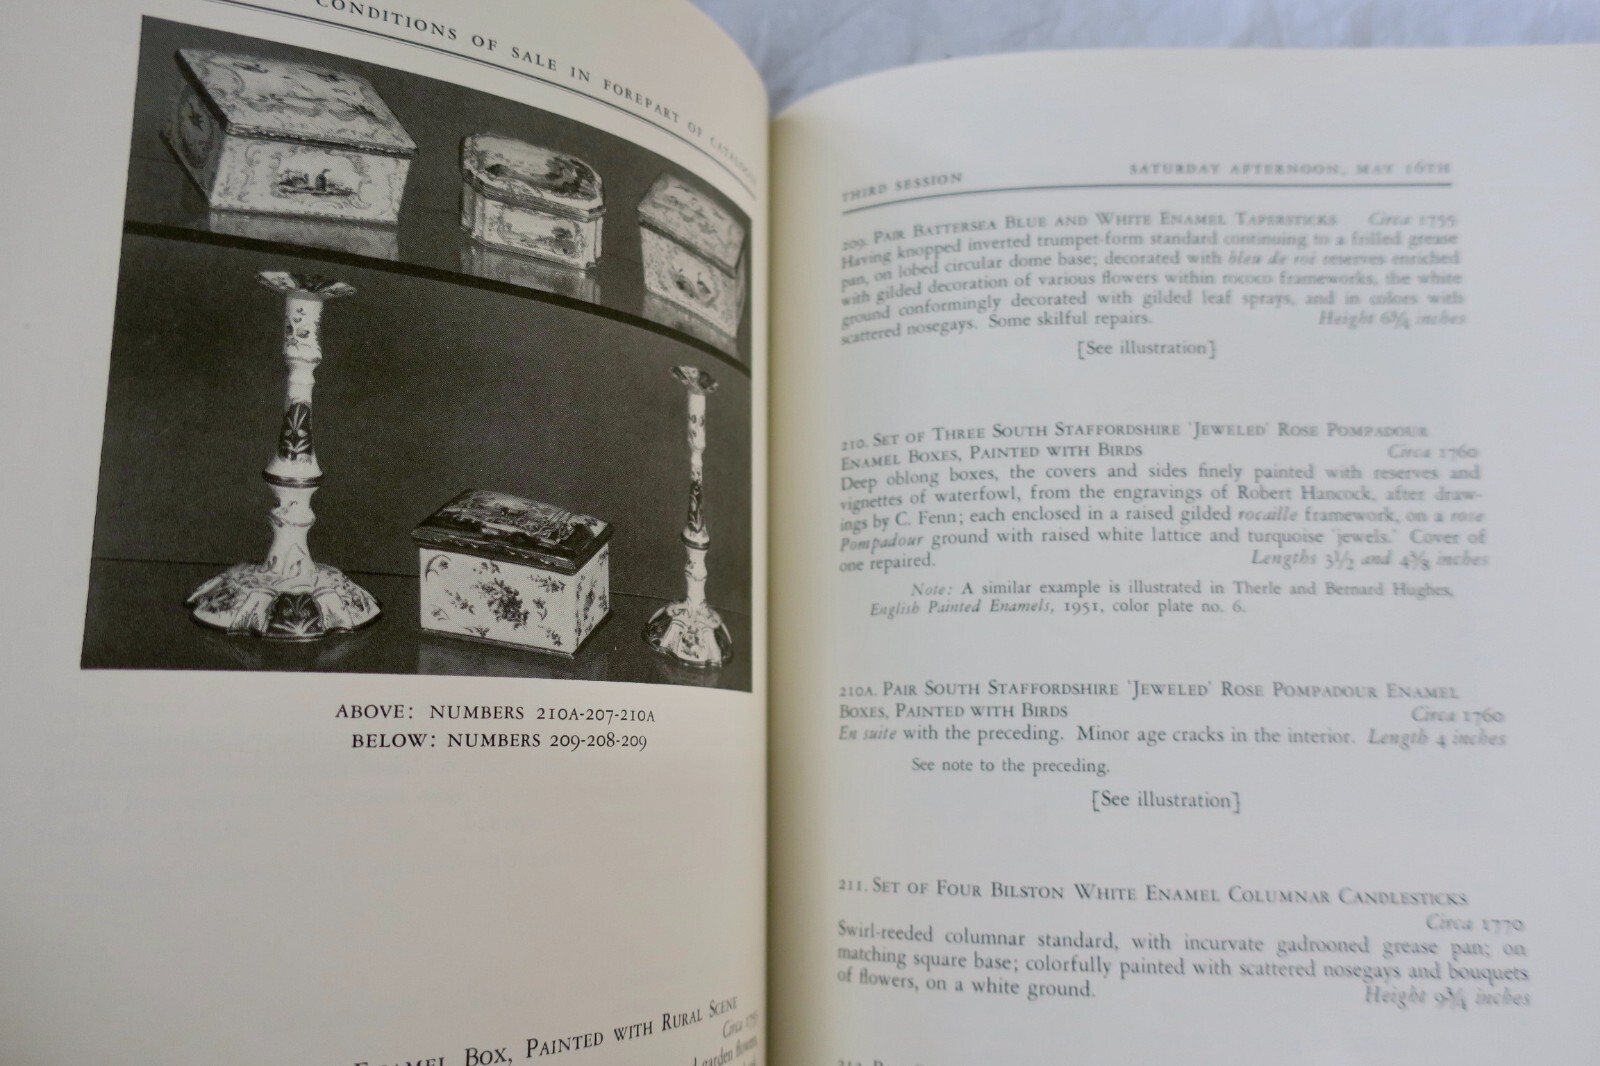 CONDITIONS OF SALE IN FOREPART OF CATALOGUE
ABOVE: NUMBERS 210A-207-210A
BELOW: NUMBERS 209-208-209
ENAMEL BOX, PAINTED WITH RURAL SCENE
Circa
garden flowers,
THIRD SESSION SATURDAY AFTERNOON, MAY 16TH
209. PAIR BATTERSEA BLUE AND WHITE ENAMEL TAPERSTICKS Circa 1755
Having knopped inverted trumpet-form standard continuing to a frilled grease
pan, on lobed circular dome base; decorated with bleu de roi reserves enriched
with gilded decoration of various flowers within rococo frameworks, the white
ground conformingly decorated with gilded leaf sprays, and in colors with
scattered nosegays. Some skilful repairs. Height 6¾ inches
[See illustration]
210. SET OF THREE SOUTH STAFFORDSHIRE 'JEWELED' ROSE POMPADOUR
ENAMEL BOXES, PAINTED WITH BIRDS Circa 1760
Deep oblong boxes, the covers and sides finely painted with reserves and
vignettes of waterfowl, from the engravings of Robert Hancock, after draw-
ings by C. Fenn; each enclosed in a raised gilded rocaille framework, on a rose
Pompadour ground with raised white lattice and turquoise 'jewels.' Cover of
one repaired. Lengths 3½ and 4⅜ inches
Note: A similar example is illustrated in Therle and Bernard Hughes,
English Painted Enamels, 1951, color plate no. 6.
210A. PAIR SOUTH STAFFORDSHIRE 'JEWELED' ROSE POMPADOUR ENAMEL
BOXES, PAINTED WITH BIRDS Circa 1760
En suite with the preceding. Minor age cracks in the interior. Length 4 inches
See note to the preceding.
[See illustration]
211. SET OF FOUR BILSTON WHITE ENAMEL COLUMNAR CANDLESTICKS
Circa 1770
Swirl-reeded columnar standard, with incurvate gadrooned grease pan; on
matching square base; colorfully painted with scattered nosegays and bouquets
of flowers, on a white ground. Height 9¾ inches